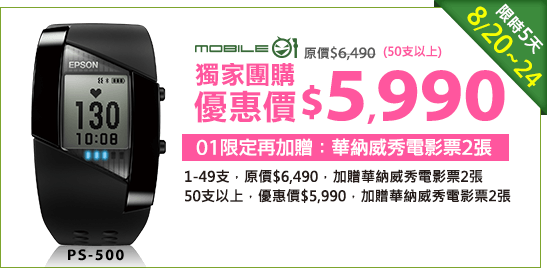 限時5天
8/20~24
MOBILE01
原價$6,490 (50支以上)
獨家團購
優惠價$5,990
01限定再加贈：華納威秀電影票2張
1-49支，原價$6,490，加贈華納威秀電影票2張
50支以上，優惠價$5,990，加贈華納威秀電影票2張
EPSON
130
10:08
PS-500